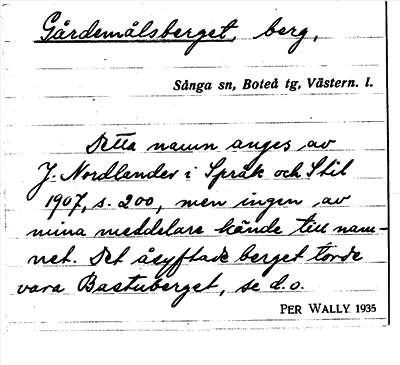 Gårdemålsberget, berg,
Sånga sn, Boteå tg, Västern. l.
Detta namn anges av
J. Nordlander i Språk och Stil
1907, s. 200, men ingen av
mina meddelare kände till nam-
net. Det åsyftade berget torde
vara Bastuberget, se d.o.
PER WALLY 1935